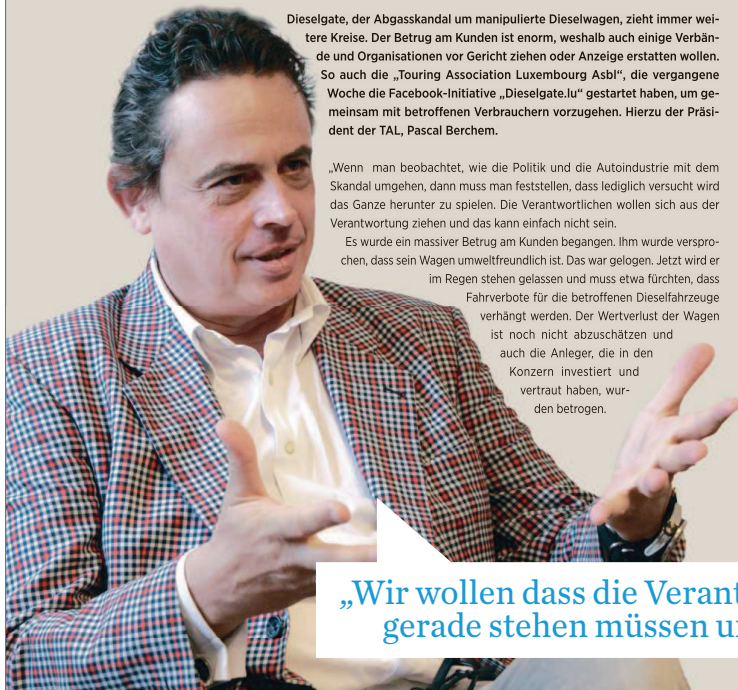 Dieselgate, der Abgasskandal um manipulierte Dieselwagen, zieht immer wei-
tere Kreise. Der Betrug am Kunden ist enorm, weshalb auch einige Verbän-
de und Organisationen vor Gericht ziehen oder Anzeige erstatten wollen.
So auch die „Touring Association Luxembourg Asbl“, die vergangene
Woche die Facebook-Initiative „Dieselgate.lu“ gestartet haben, um ge-
meinsam mit betroffenen Verbrauchern vorzugehen. Hierzu der Präsi-
dent der TAL, Pascal Berchem.
„Wenn man beobachtet, wie die Politik und die Autoindustrie mit dem
Skandal umgehen, dann muss man feststellen, dass lediglich versucht wird
das Ganze herunter zu spielen. Die Verantwortlichen wollen sich aus der
Verantwortung ziehen und das kann einfach nicht sein.
Es wurde ein massiver Betrug am Kunden begangen. Ihm wurde verspro-
chen, dass sein Wagen umweltfreundlich ist. Das war gelogen. Jetzt wird er
im Regen stehen gelassen und muss etwa fürchten, dass
Fahrverbote für die betroffenen Dieselfahrzeuge
verhängt werden. Der Wertverlust der Wagen
ist noch nicht abzuschätzen und
auch die Anleger, die in den
Konzern investiert und
vertraut haben, wur-
den betrogen.
„Wir wollen dass die Verant
gerade stehen müssen u